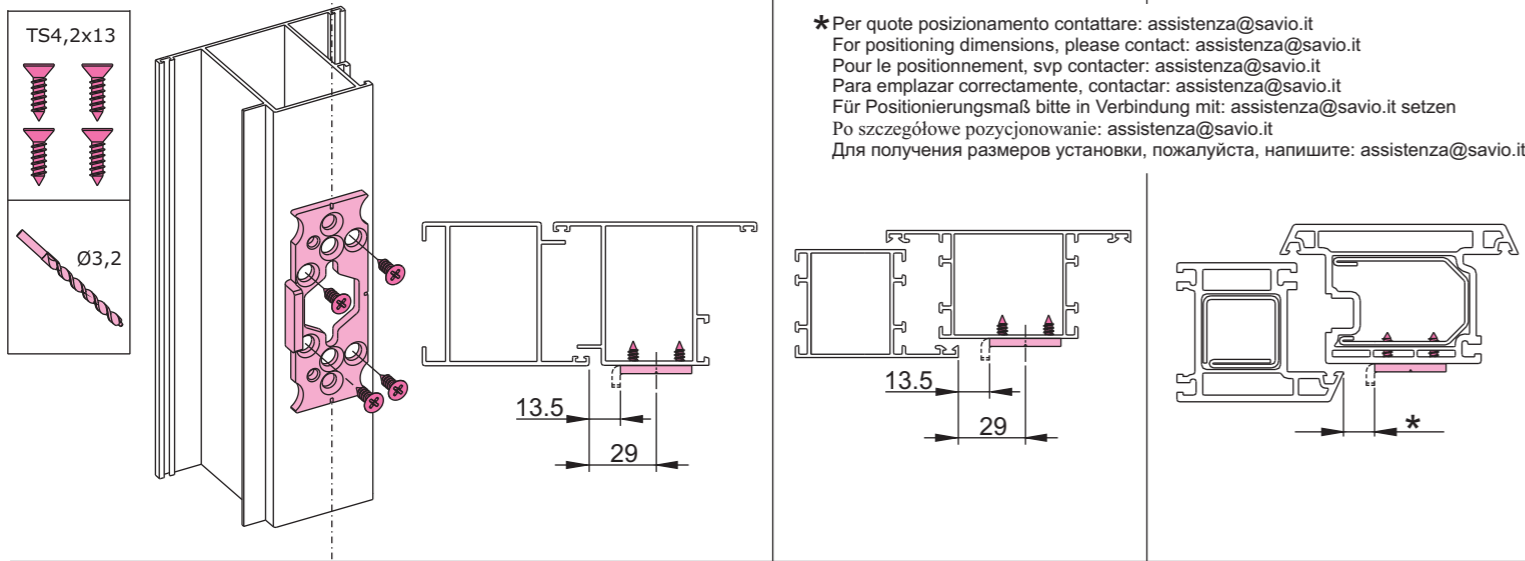 TS4,2x13
Ø3,2
13.5
29
*Per quote posizionamento contattare: assistenza@savio.it
For positioning dimensions, please contact: assistenza@savio.it
Pour le positionnement, svp contacter: assistenza@savio.it
Para emplazar correctamente, contactar: assistenza@savio.it
Für Positionierungsmaß bitte in Verbindung mit: assistenza@savio.it setzen
Po szczegółowe pozycjonowanie: assistenza@savio.it
Для получения размеров установки, пожалуйста, напишите: assistenza@savio.it
13.5
29
*